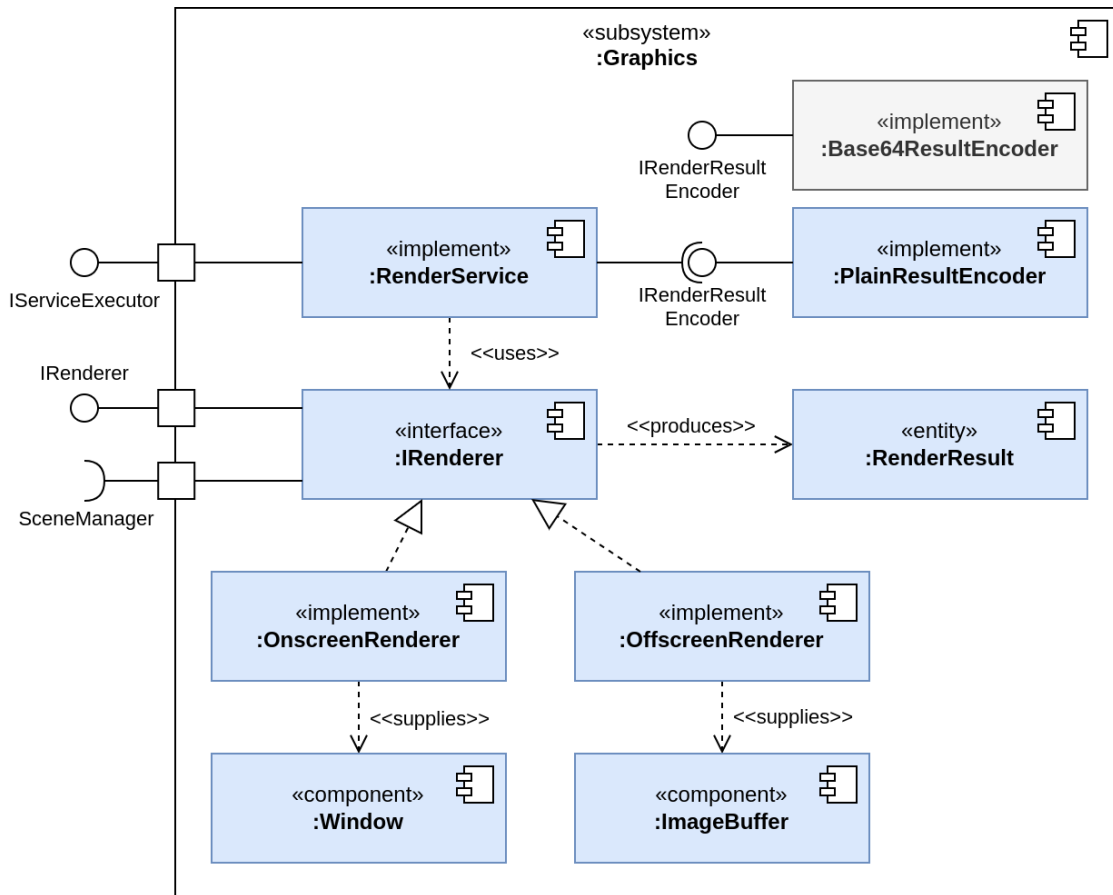 «subsystem»
:Graphics
«implement»
:Base64ResultEncoder
IRenderResult
Encoder
«implement»
:RenderService
«implement»
:PlainResultEncoder
IServiceExecutor
IRenderResult
Encoder
<<uses>>
IRenderer
«interface»
:IRenderer
<<produces>>
«entity»
:RenderResult
SceneManager
«implement»
:OnscreenRenderer
«implement»
:OffscreenRenderer
<<supplies>>
<<supplies>>
«component»
:Window
«component»
:ImageBuffer